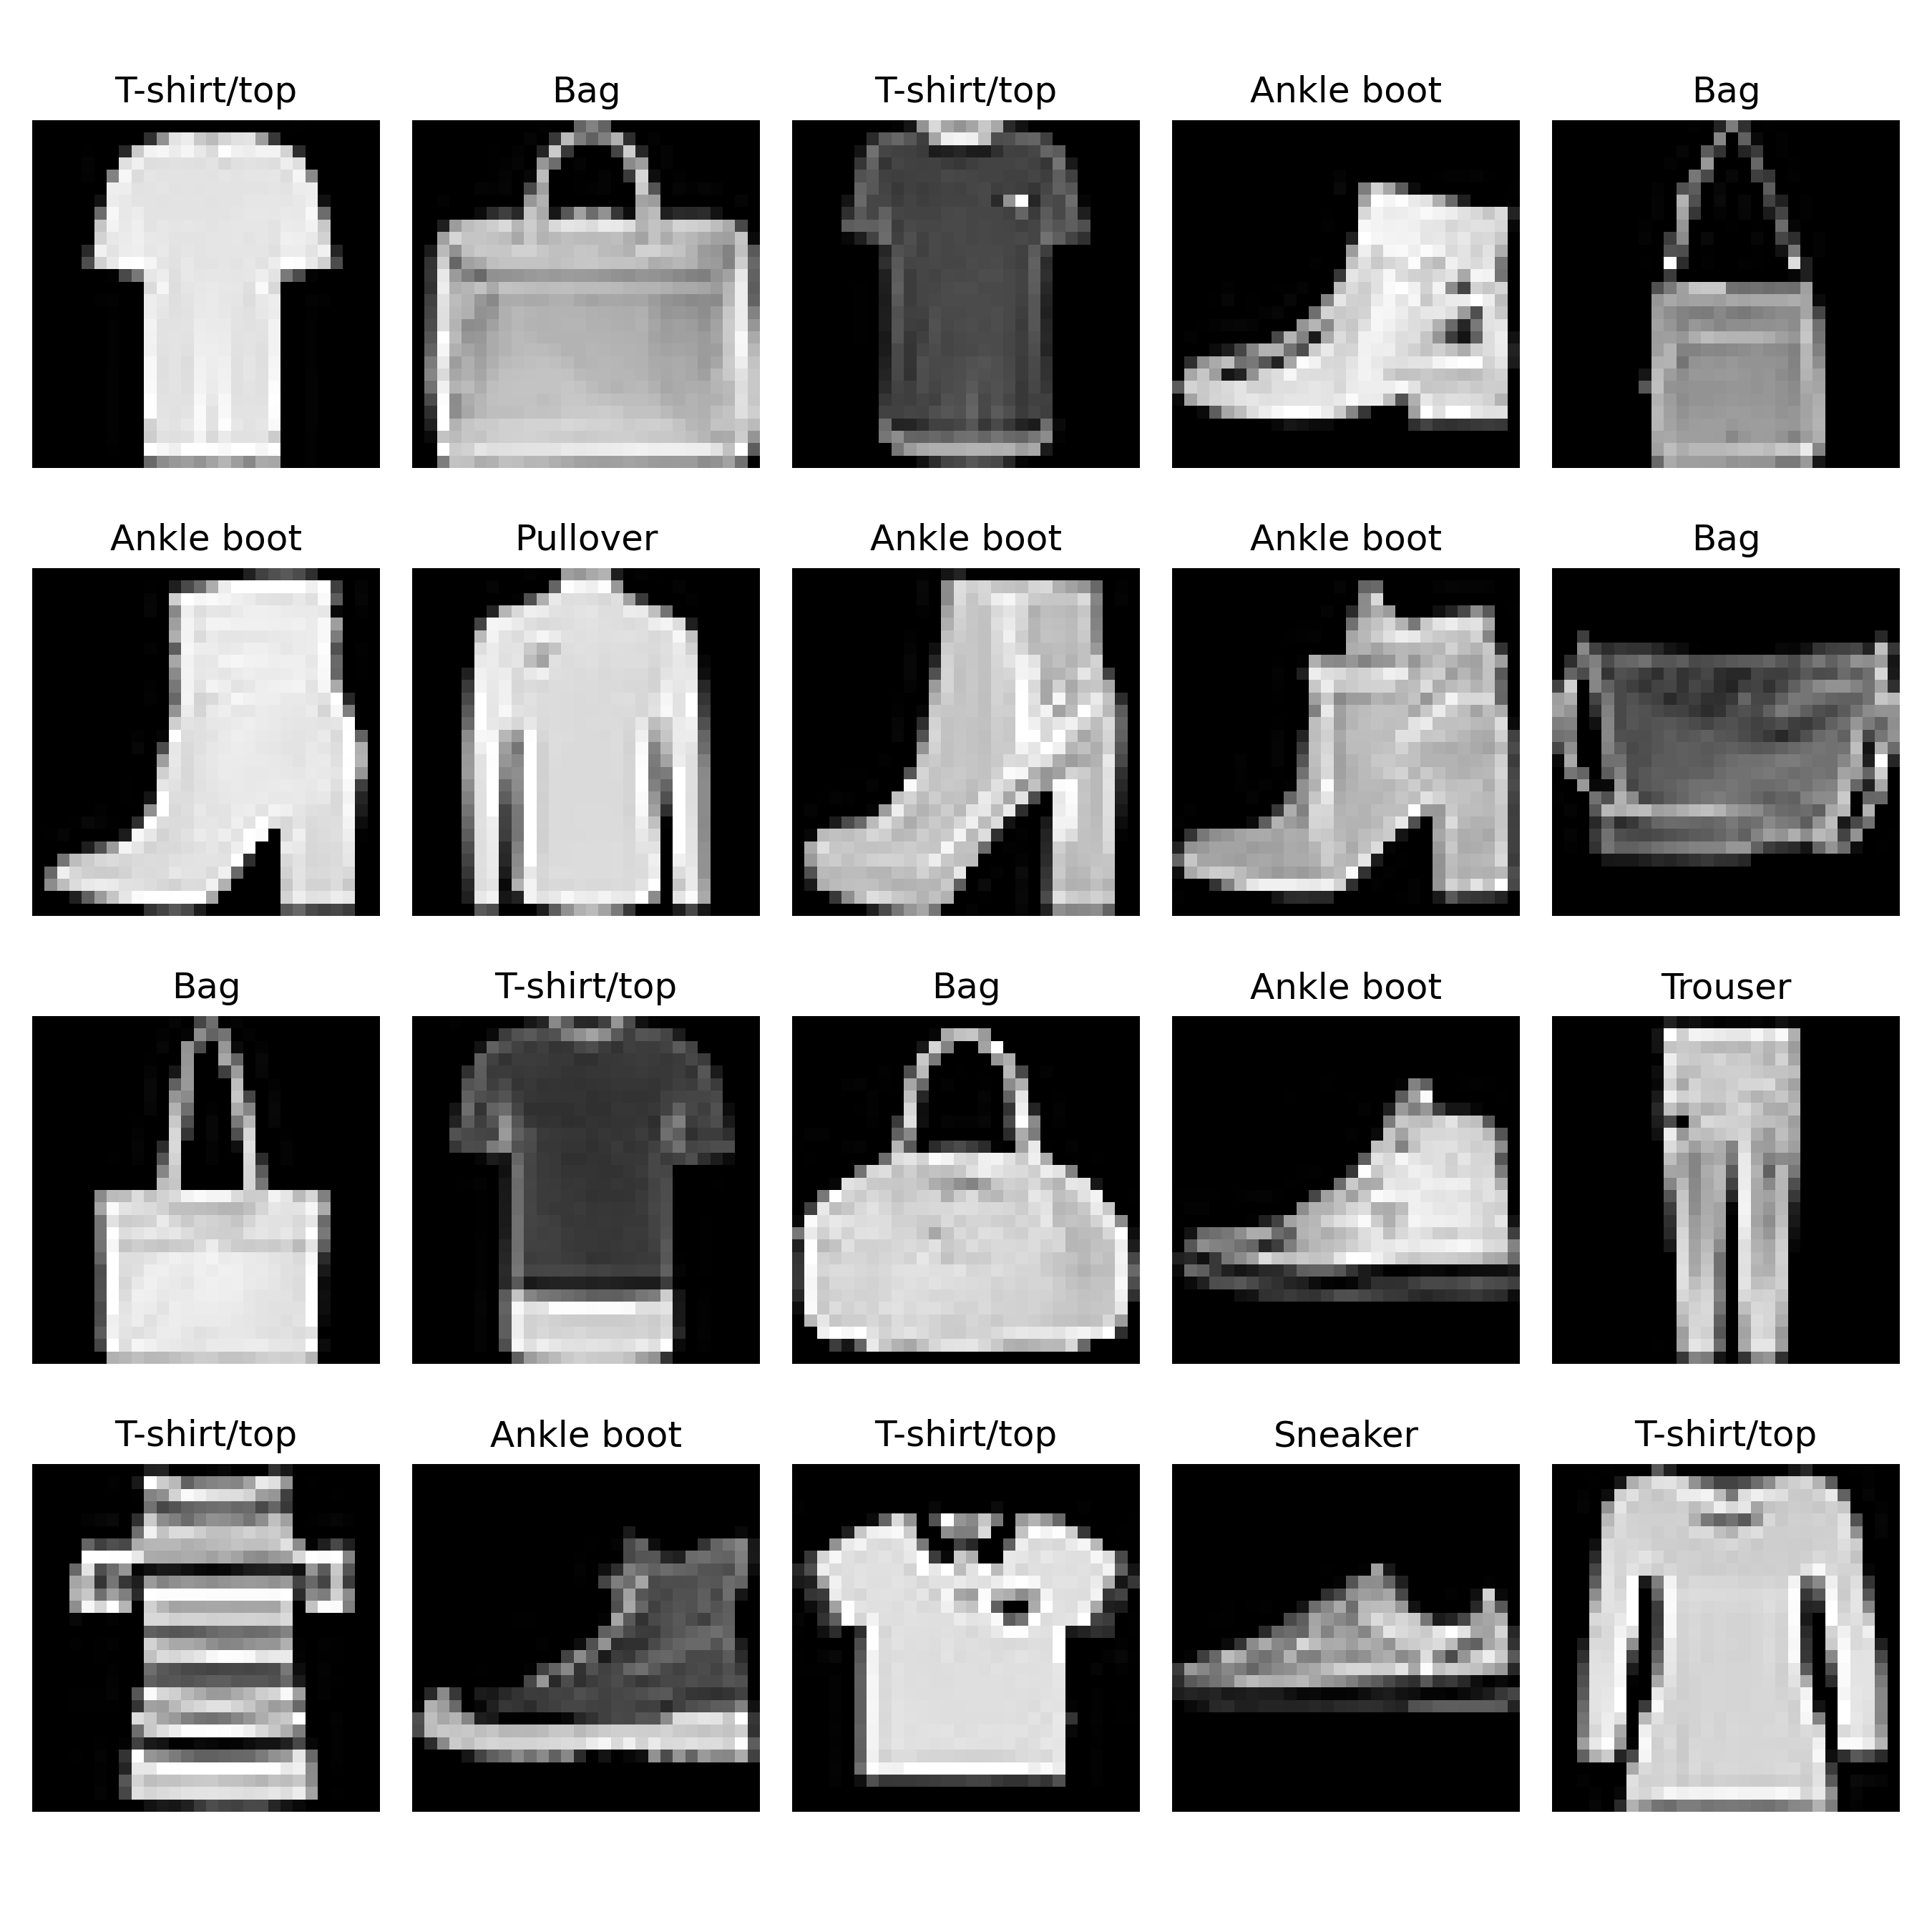 T-shirt/top Bag T-shirt/top Ankle boot Bag
Ankle boot Pullover Ankle boot Ankle boot Bag
Bag T-shirt/top Bag Ankle boot Trouser
T-shirt/top Ankle boot T-shirt/top Sneaker T-shirt/top